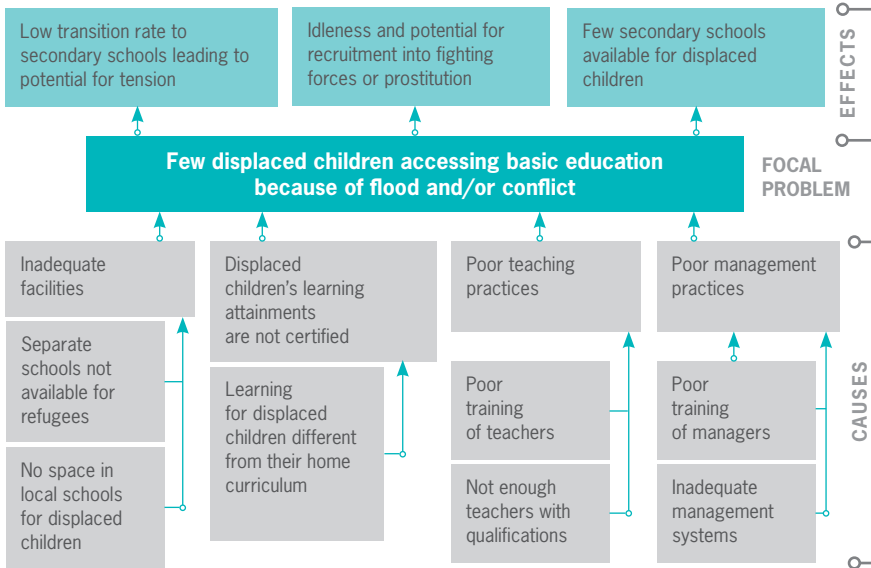 Low transition rate to
secondary schools leading to
potential for tension
Idleness and potential for
recruitment into fighting
forces or prostitution
Few secondary schools
available for displaced
children
EFFECTS
Few displaced children accessing basic education
because of flood and/or conflict
FOCAL
PROBLEM
Inadequate
facilities
Displaced
children’s learning
attainments
are not certified
Poor teaching
practices
Poor management
practices
Separate
schools not
available for
refugees
Learning
for displaced
children different
from their home
curriculum
Poor
training
of teachers
Poor
training
of managers
No space in
local schools
for displaced
children
Not enough
teachers with
qualifications
Inadequate
management
systems
CAUSES